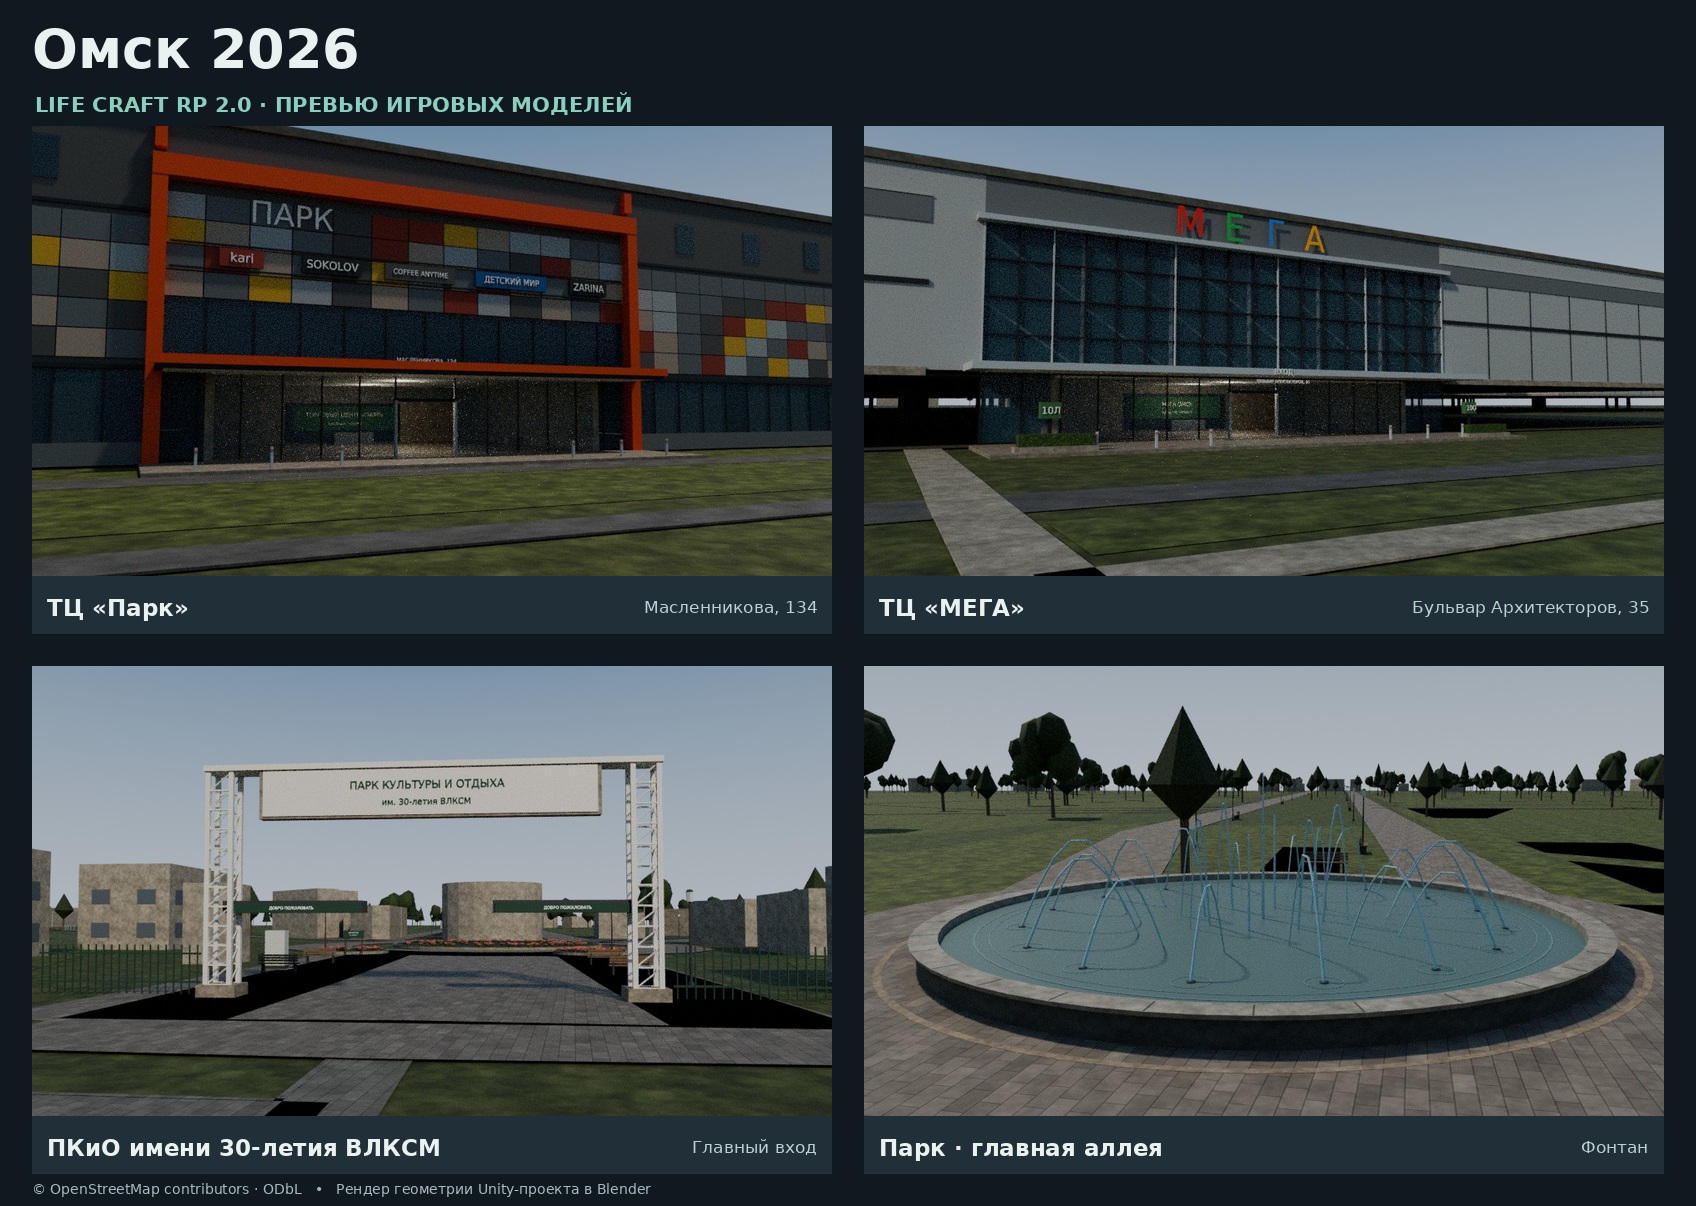 Омск 2026
LIFE CRAFT RP 2.0 · ПРЕВЬЮ ИГРОВЫХ МОДЕЛЕЙ
ПАРК
kari
SOKOLOV
COFFEE ANYTIME
ДЕТСКИЙ МИР
ZARINA
МАСЛЕННИКОВА, 134
МЕГА
10Л
ТЦ «Парк»
Масленникова, 134
ТЦ «МЕГА»
Бульвар Архитекторов, 35
ПАРК КУЛЬТУРЫ И ОТДЫХА
им. 30-летия ВЛКСМ
ДОБРО ПОЖАЛОВАТЬ
ДОБРО ПОЖАЛОВАТЬ
ПКиО имени 30-летия ВЛКСМ
Главный вход
Парк · главная аллея
Фонтан
© OpenStreetMap contributors · ODbL • Рендер геометрии Unity-проекта в Blender